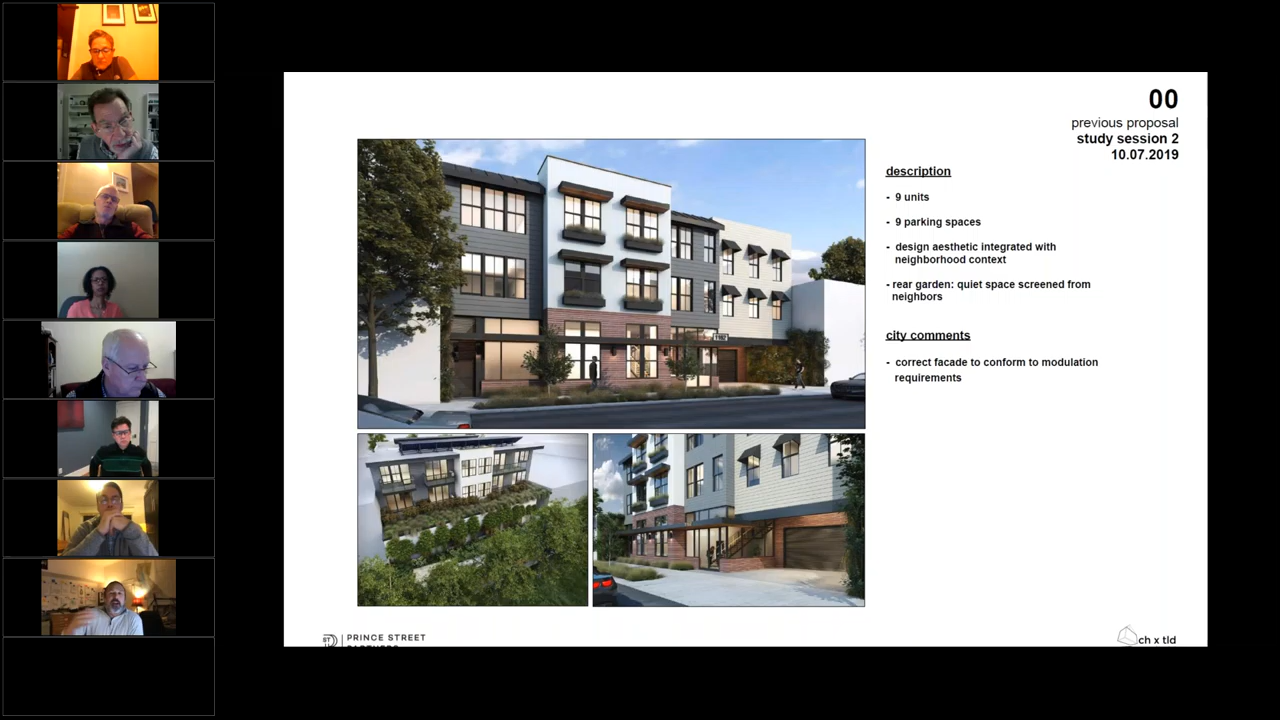 00
previous proposal
study session 2
10.07.2019
description
- 9 units
- 9 parking spaces
- design aesthetic integrated with
neighborhood context
- rear garden: quiet space screened from
neighbors
city comments
- correct facade to conform to modulation
requirements
PRINCE STREET
ch x tld